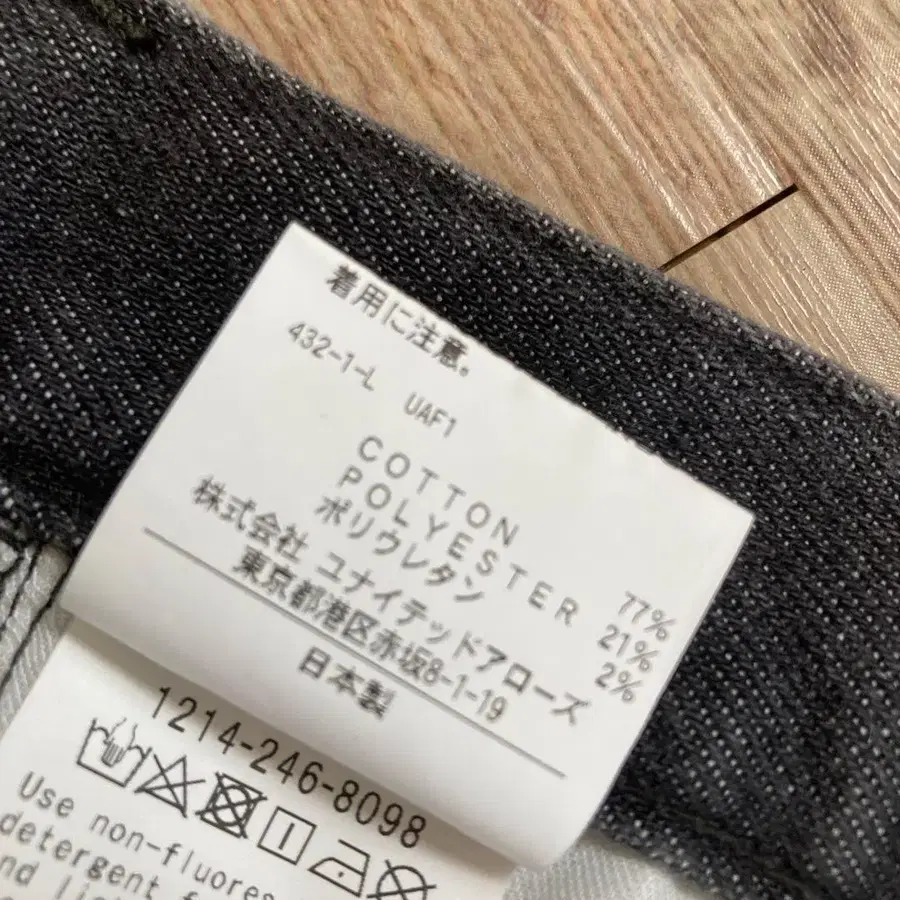 着用に注意。
432-1-L UAF1
COTTON 77%
POLYESTER 21%
ポリウレタン 2%
株式会社 ユナイテッドアローズ
東京都港区赤坂8-1-19
日本製
1214-246-8098
Use non-fluores
detergent f
nd li